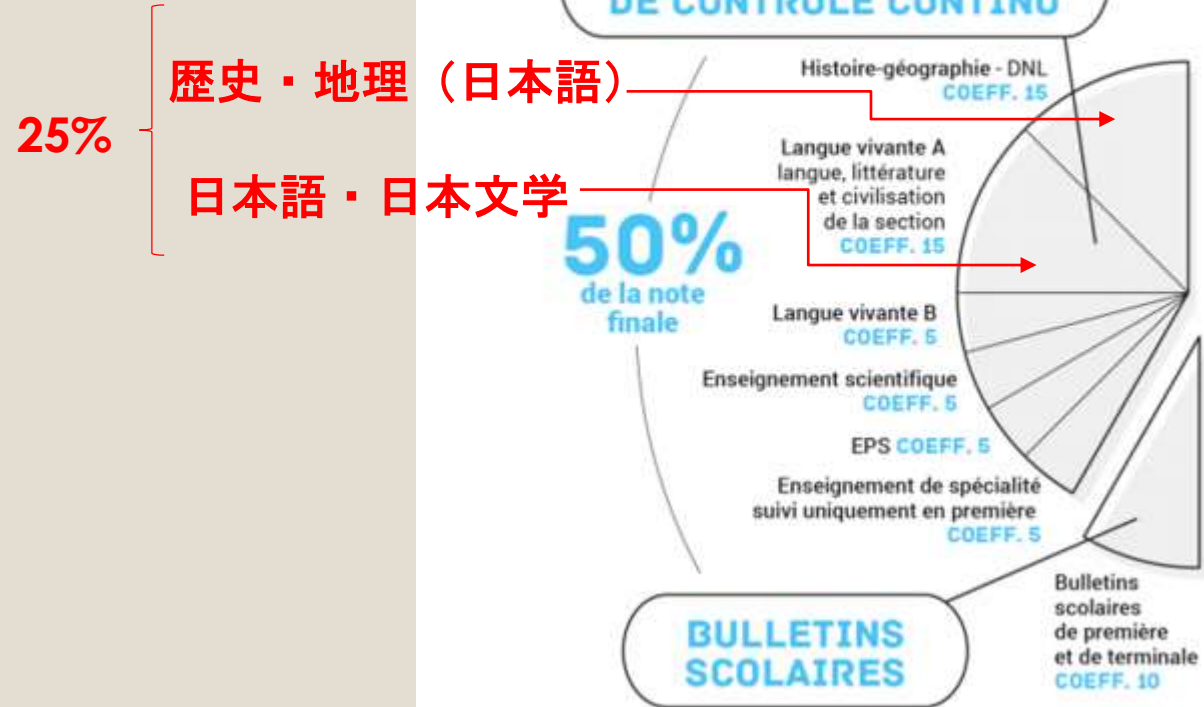 DE CONTRÔLE CONTINU
歴史・地理（日本語）
25%
日本語・日本文学
Histoire-géographie - DNL
COEFF. 15
Langue vivante A
langue, littérature
et civilisation
de la section
COEFF. 15
50%
de la note
finale
Langue vivante B
COEFF. 5
Enseignement scientifique
COEFF. 5
EPS COEFF. 5
Enseignement de spécialité
suivi uniquement en première
COEFF. 5
BULLETINS
SCOLAIRES
Bulletins
scolaires
de première
et de terminale
COEFF. 10